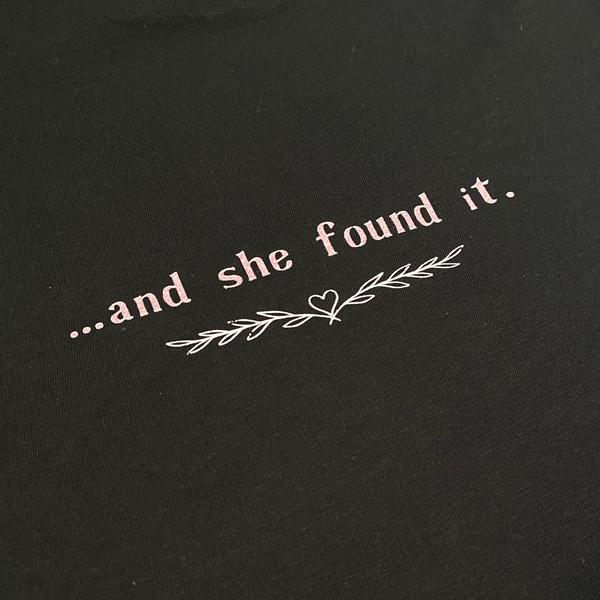 ...and she found it.